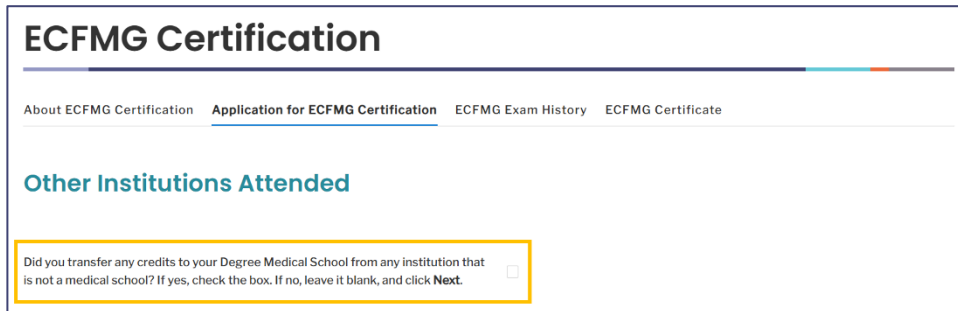 ECFMG Certification
About ECFMG Certification Application for ECFMG Certification ECFMG Exam History ECFMG Certificate
Other Institutions Attended
Did you transfer any credits to your Degree Medical School from any institution that
is not a medical school? If yes, check the box. If no, leave it blank, and click Next.